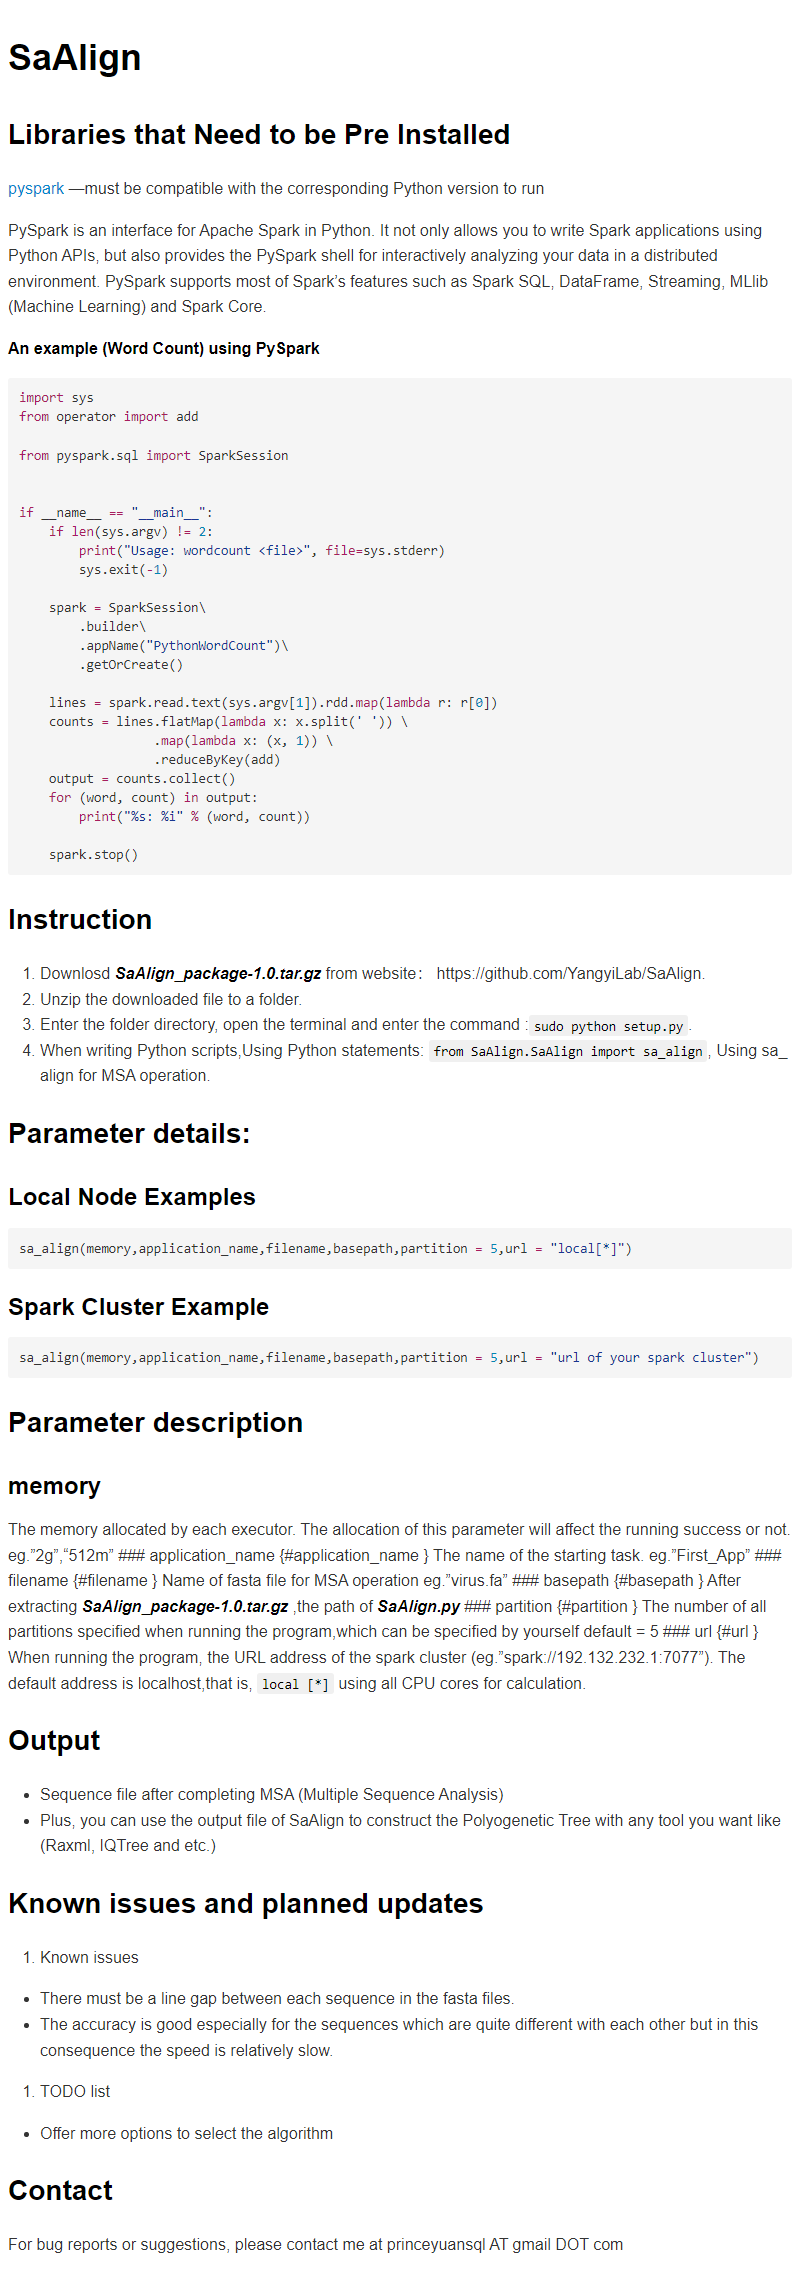 SaAlign
Libraries that Need to be Pre Installed
pyspark —must be compatible with the corresponding Python version to run
PySpark is an interface for Apache Spark in Python. It not only allows you to write Spark applications using
Python APIs, but also provides the PySpark shell for interactively analyzing your data in a distributed
environment. PySpark supports most of Spark’s features such as Spark SQL, DataFrame, Streaming, MLlib
(Machine Learning) and Spark Core.
An example (Word Count) using PySpark
import sys
from operator import add
from pyspark.sql import SparkSession
if __name__ == "__main__":
    if len(sys.argv) != 2:
        print("Usage: wordcount <file>", file=sys.stderr)
        sys.exit(-1)
    spark = SparkSession\
        .builder\
        .appName("PythonWordCount")\
        .getOrCreate()
    lines = spark.read.text(sys.argv[1]).rdd.map(lambda r: r[0])
    counts = lines.flatMap(lambda x: x.split(' ')) \
                  .map(lambda x: (x, 1)) \
                  .reduceByKey(add)
    output = counts.collect()
    for (word, count) in output:
        print("%s: %i" % (word, count))
    spark.stop()
Instruction
1. Downlosd SaAlign_package-1.0.tar.gz from website： https://github.com/YangyiLab/SaAlign.
2. Unzip the downloaded file to a folder.
3. Enter the folder directory, open the terminal and enter the command : sudo python setup.py .
4. When writing Python scripts,Using Python statements: from SaAlign.SaAlign import sa_align , Using sa_
align for MSA operation.
Parameter details:
Local Node Examples
sa_align(memory,application_name,filename,basepath,partition = 5,url = "local[*]")
Spark Cluster Example
sa_align(memory,application_name,filename,basepath,partition = 5,url = "url of your spark cluster")
Parameter description
memory
The memory allocated by each executor. The allocation of this parameter will affect the running success or not.
eg.”2g”,“512m” ### application_name {#application_name } The name of the starting task. eg.”First_App” ###
filename {#filename } Name of fasta file for MSA operation eg.”virus.fa” ### basepath {#basepath } After
extracting SaAlign_package-1.0.tar.gz ,the path of SaAlign.py ### partition {#partition } The number of all
partitions specified when running the program,which can be specified by yourself default = 5 ### url {#url }
When running the program, the URL address of the spark cluster (eg.”spark://192.132.232.1:7077”). The
default address is localhost,that is, local [*] using all CPU cores for calculation.
Output
• Sequence file after completing MSA (Multiple Sequence Analysis)
• Plus, you can use the output file of SaAlign to construct the Polyogenetic Tree with any tool you want like
(Raxml, IQTree and etc.)
Known issues and planned updates
1. Known issues
• There must be a line gap between each sequence in the fasta files.
• The accuracy is good especially for the sequences which are quite different with each other but in this
consequence the speed is relatively slow.
1. TODO list
• Offer more options to select the algorithm
Contact
For bug reports or suggestions, please contact me at princeyuansql AT gmail DOT com